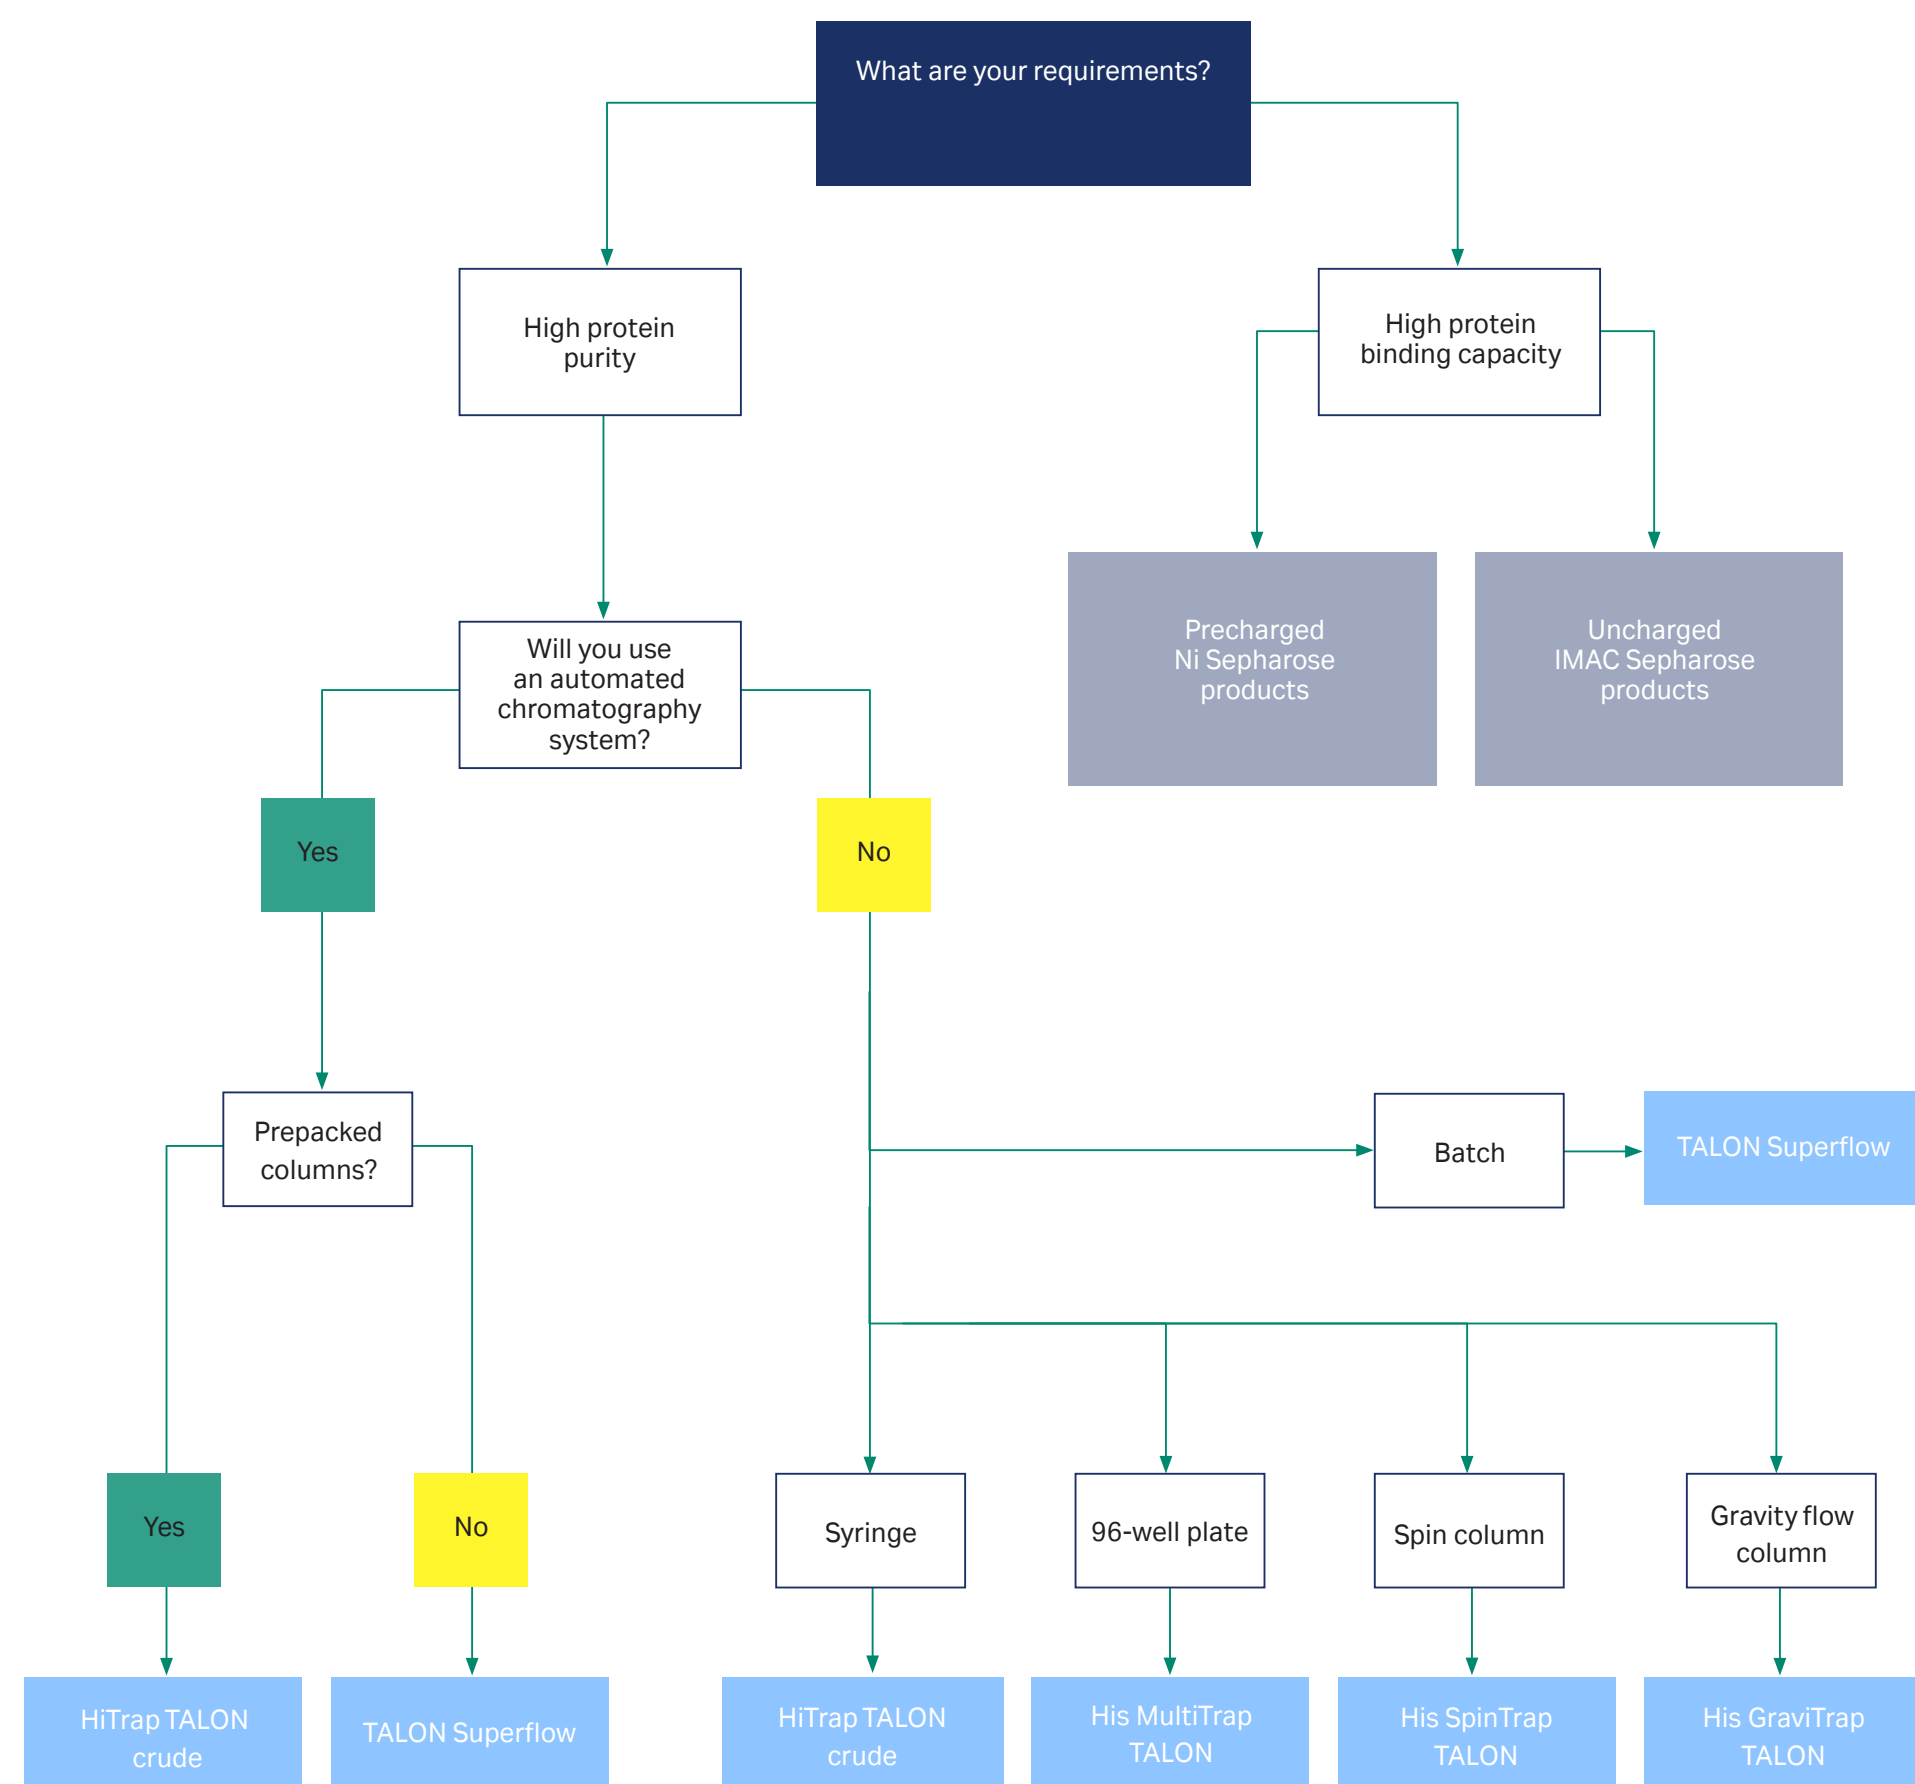 What are your requirements?
High protein
purity
High protein
binding capacity
Will you use
an automated
chromatography
system?
Precharged
Ni Sepharose
products
Uncharged
IMAC Sepharose
products
Yes
No
Prepacked
columns?
Batch
TALON Superflow
Yes
No
Syringe
96-well plate
Spin column
Gravity flow
column
HiTrap TALON
crude
TALON Superflow
HiTrap TALON
crude
His MultiTrap
TALON
His SpinTrap
TALON
His GraviTrap
TALON